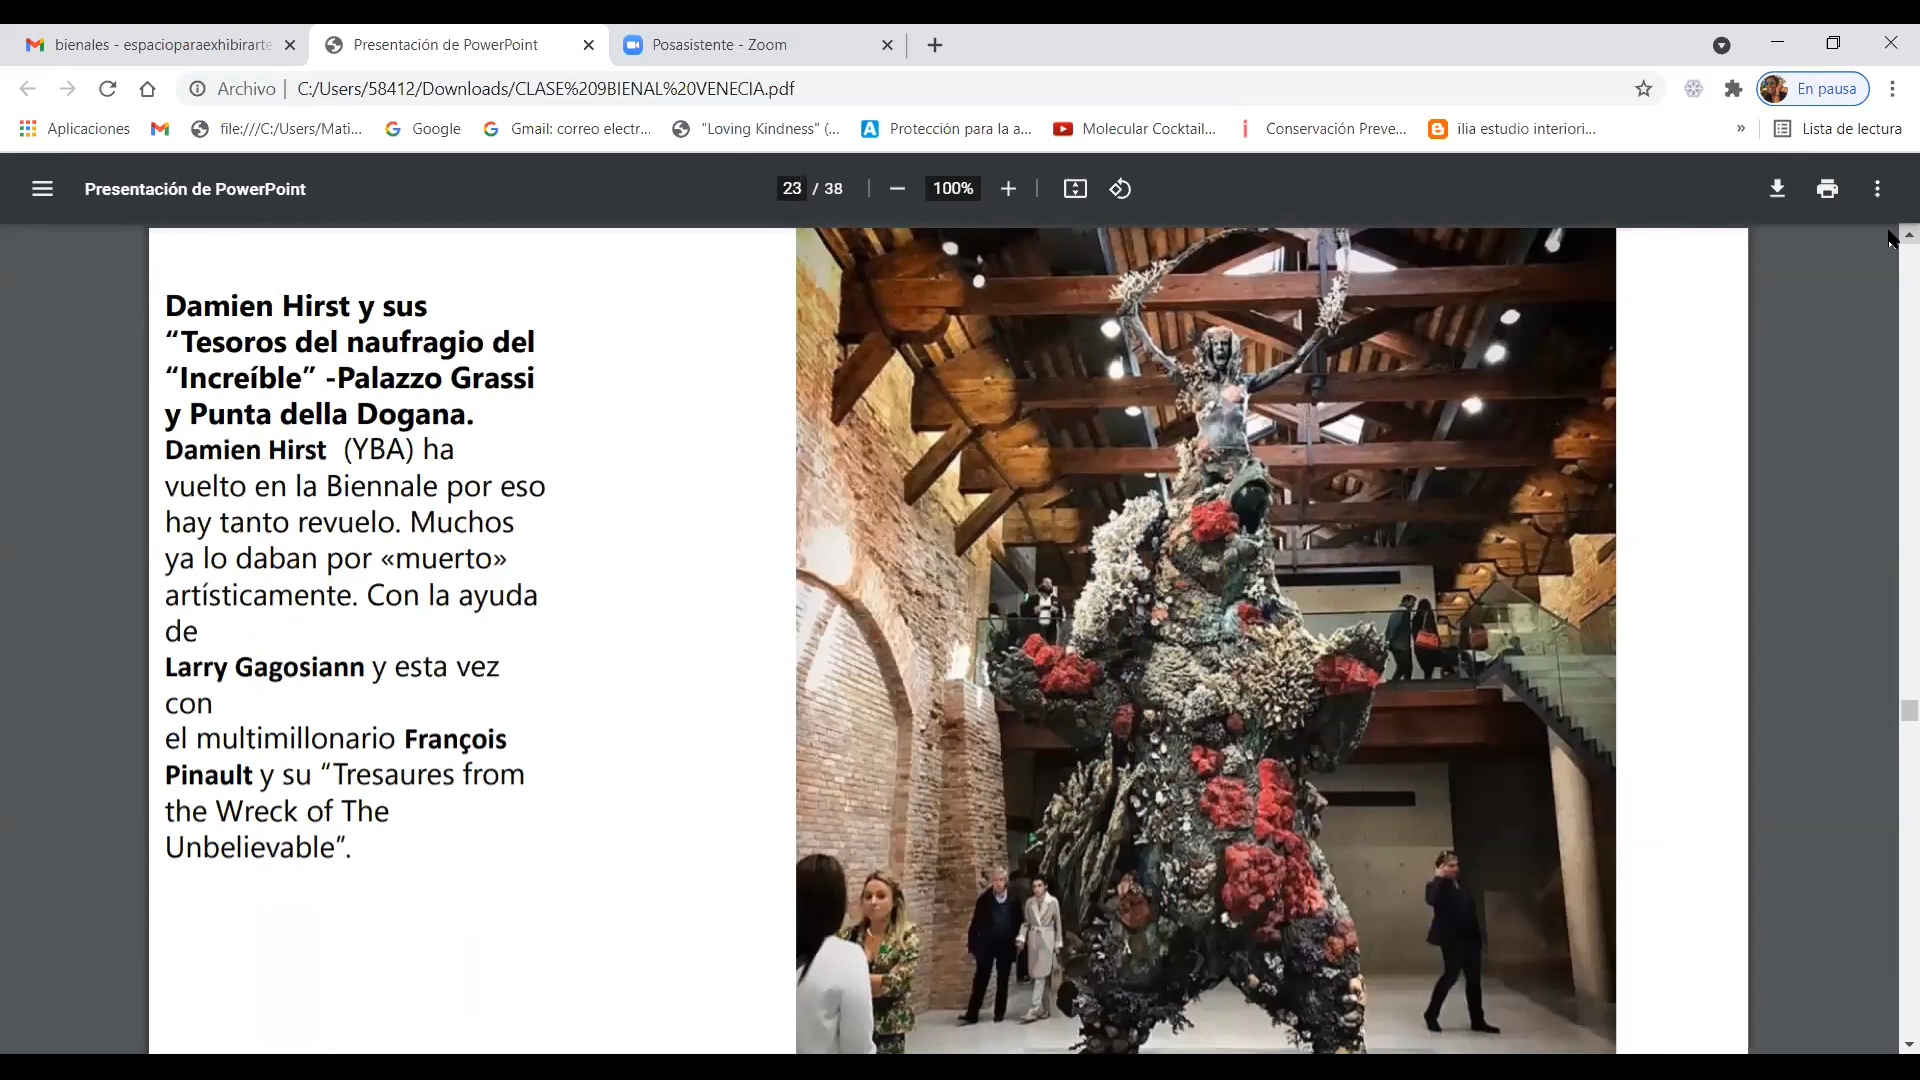 bienales - espacioparaexhibirarte
Presentación de PowerPoint
Posasistente - Zoom
Archivo
C:/Users/58412/Downloads/CLASE%209BIENAL%20VENECIA.pdf
En pausa
Aplicaciones
file:///C:/Users/Mati...
Google
Gmail: correo electr...
"Loving Kindness" (...
Protección para la a...
Molecular Cocktail...
Conservación Preve...
ilia estudio interiori...
»
Lista de lectura
Presentación de PowerPoint
23 / 38
100%
Damien Hirst y sus
“Tesoros del naufragio del
“Increíble” -Palazzo Grassi
y Punta della Dogana.
Damien Hirst (YBA) ha
vuelto en la Biennale por eso
hay tanto revuelo. Muchos
ya lo daban por «muerto»
artísticamente. Con la ayuda
de
Larry Gagosiann y esta vez
con
el multimillonario François
Pinault y su “Tresaures from
the Wreck of The
Unbelievable”.